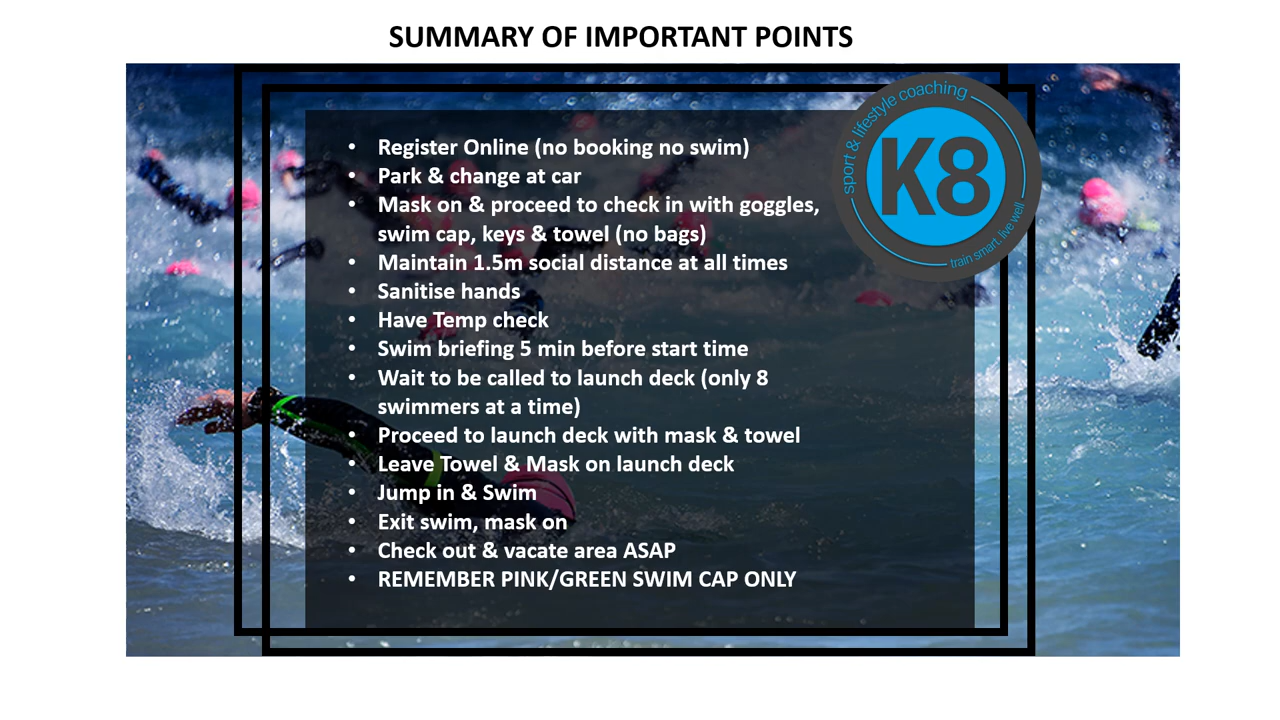 SUMMARY OF IMPORTANT POINTS
sport & lifestyle coaching
K8
train smart. live well
• Register Online (no booking no swim)
• Park & change at car
• Mask on & proceed to check in with goggles,
swim cap, keys & towel (no bags)
• Maintain 1.5m social distance at all times
• Sanitise hands
• Have Temp check
• Swim briefing 5 min before start time
• Wait to be called to launch deck (only 8
swimmers at a time)
• Proceed to launch deck with mask & towel
• Leave Towel & Mask on launch deck
• Jump in & Swim
• Exit swim, mask on
• Check out & vacate area ASAP
• REMEMBER PINK/GREEN SWIM CAP ONLY